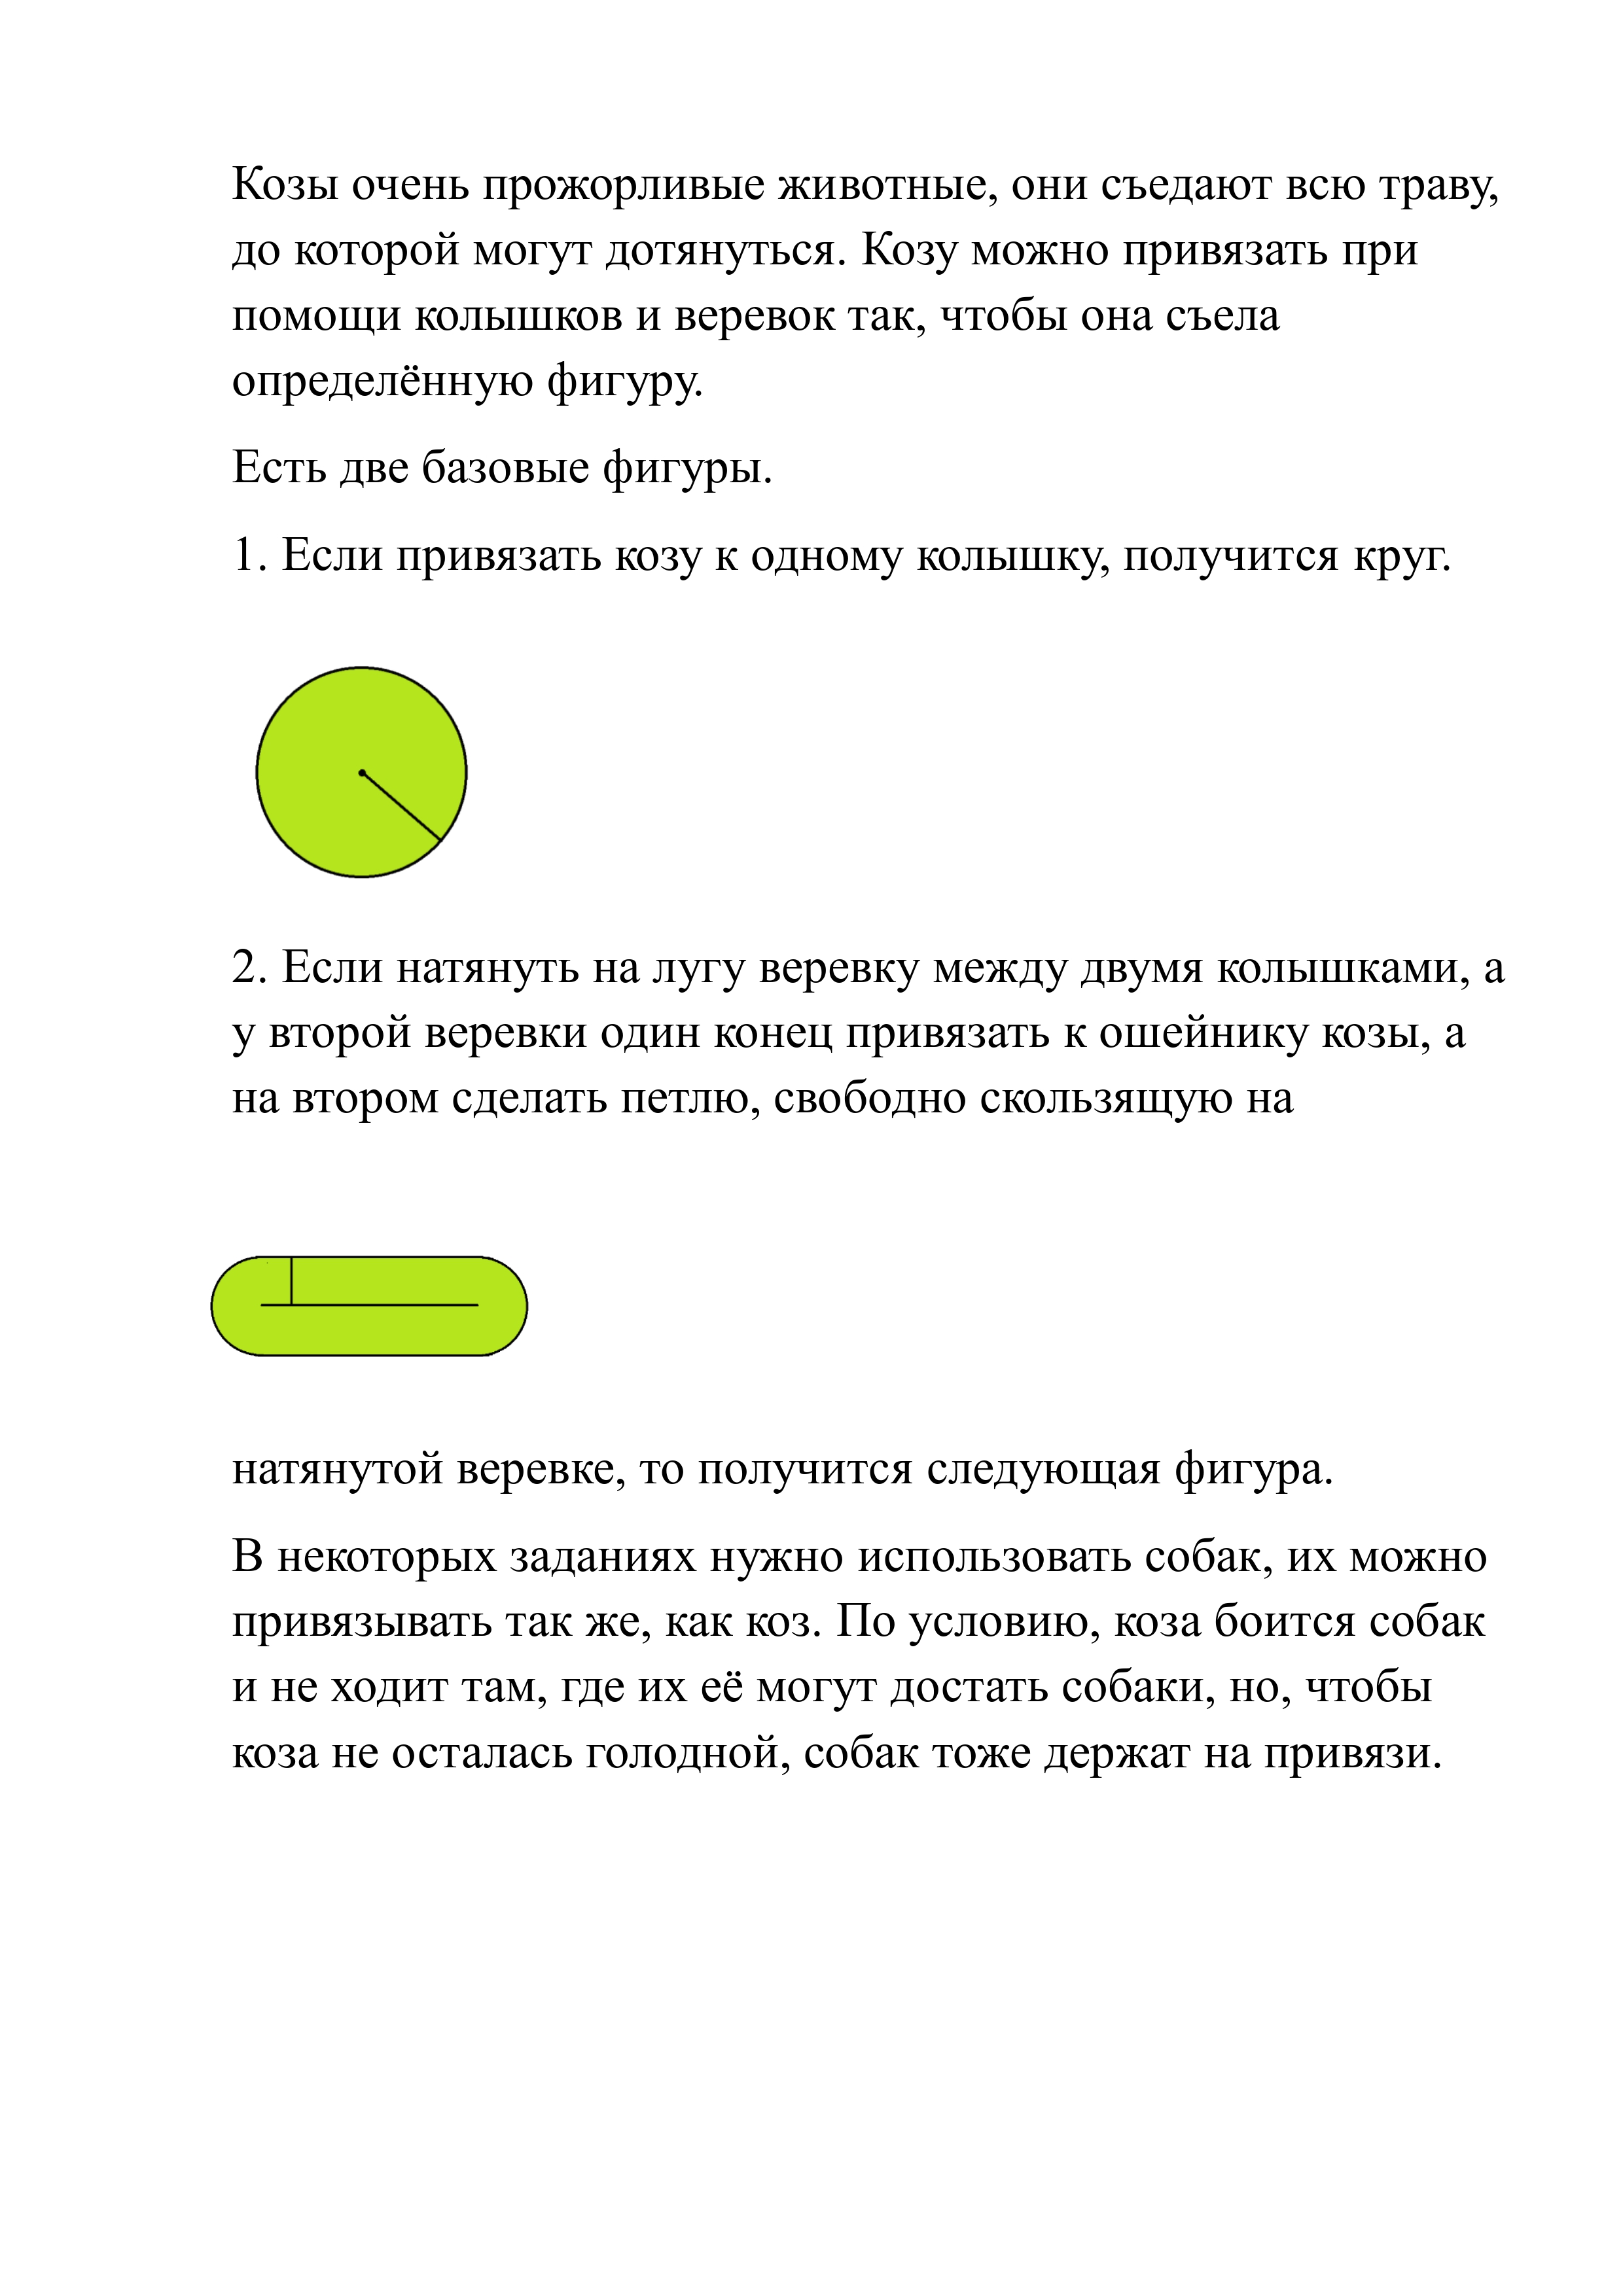 Козы очень прожорливые животные, они съедают всю траву,
до которой могут дотянуться. Козу можно привязать при
помощи колышков и веревок так, чтобы она съела
определённую фигуру.
Есть две базовые фигуры.
1. Если привязать козу к одному колышку, получится круг.
2. Если натянуть на лугу веревку между двумя колышками, а
у второй веревки один конец привязать к ошейнику козы, а
на втором сделать петлю, свободно скользящую на
натянутой веревке, то получится следующая фигура.
В некоторых заданиях нужно использовать собак, их можно
привязывать так же, как коз. По условию, коза боится собак
и не ходит там, где их её могут достать собаки, но, чтобы
коза не осталась голодной, собак тоже держат на привязи.